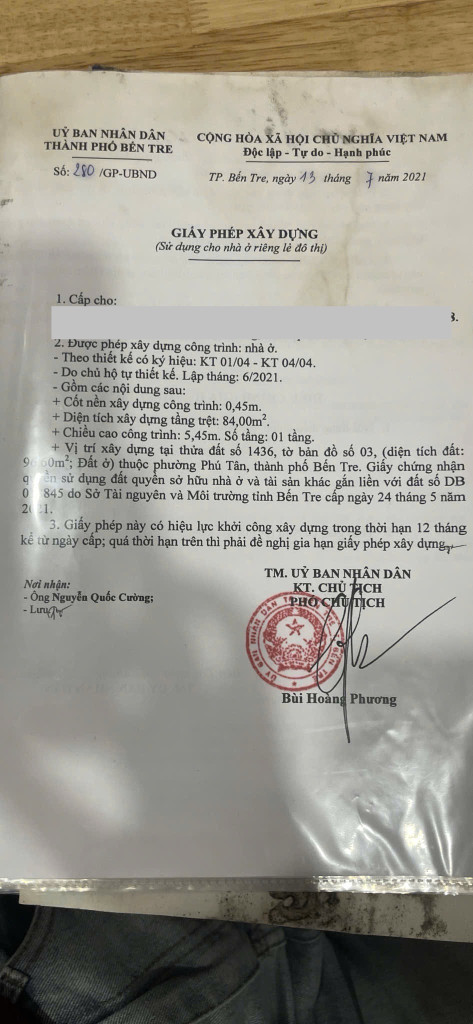 UỶ BAN NHÂN DÂN
THÀNH PHỐ BẾN TRE
Số: 280 /GP-UBND
CỘNG HÒA XÃ HỘI CHỦ NGHĨA VIỆT NAM
Độc lập - Tự do - Hạnh phúc
TP. Bến Tre, ngày 13 tháng 7 năm 2021
GIẤY PHÉP XÂY DỰNG
(Sử dụng cho nhà ở riêng lẻ đô thị)
1. Cấp cho:
2. Được phép xây dựng công trình: nhà ở.
- Theo thiết kế có ký hiệu: KT 01/04 - KT 04/04.
- Do chủ hộ tự thiết kế. Lập tháng: 6/2021.
- Gồm các nội dung sau:
+ Cốt nền xây dựng công trình: 0,45m.
+ Diện tích xây dựng tầng trệt: 84,00m².
+ Chiều cao công trình: 5,45m. Số tầng: 01 tầng.
+ Vị trí xây dựng tại thửa đất số 1436, tờ bản đồ số 03, (diện tích đất:
Đất ở) thuộc phường Phú Tân, thành phố Bến Tre. Giấy chứng nhận
sử dụng đất quyền sở hữu nhà ở và tài sản khác gắn liền với đất số DB
845 do Sở Tài nguyên và Môi trường tỉnh Bến Tre cấp ngày 24 tháng 5 năm
3. Giấy phép này có hiệu lực khởi công xây dựng trong thời hạn 12 tháng
kể từ ngày cấp; quá thời hạn trên thì phải đề nghị gia hạn giấy phép xây dựng.
Nơi nhận:
- Ông Nguyễn Quốc Cường;
- Lưu
TM. UỶ BAN NHÂN DÂN
KT. CHỦ TỊCH
PHÓ CHỦ TỊCH
Bùi Hoàng Phương